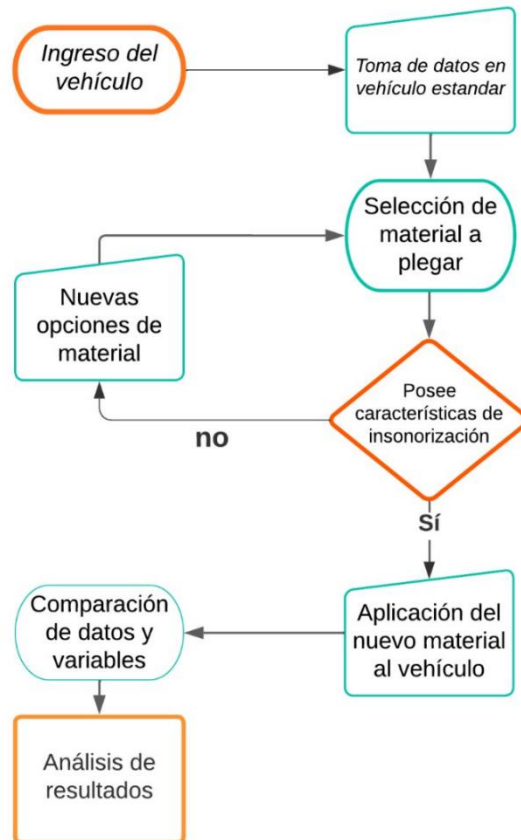 Ingreso del
vehículo
Toma de datos en
vehículo estandar
Selección de
material a
plegar
Nuevas
opciones de
material
Posee
características de
insonorización
no
Sí
Aplicación del
nuevo material
al vehículo
Comparación
de datos y
variables
Análisis de
resultados